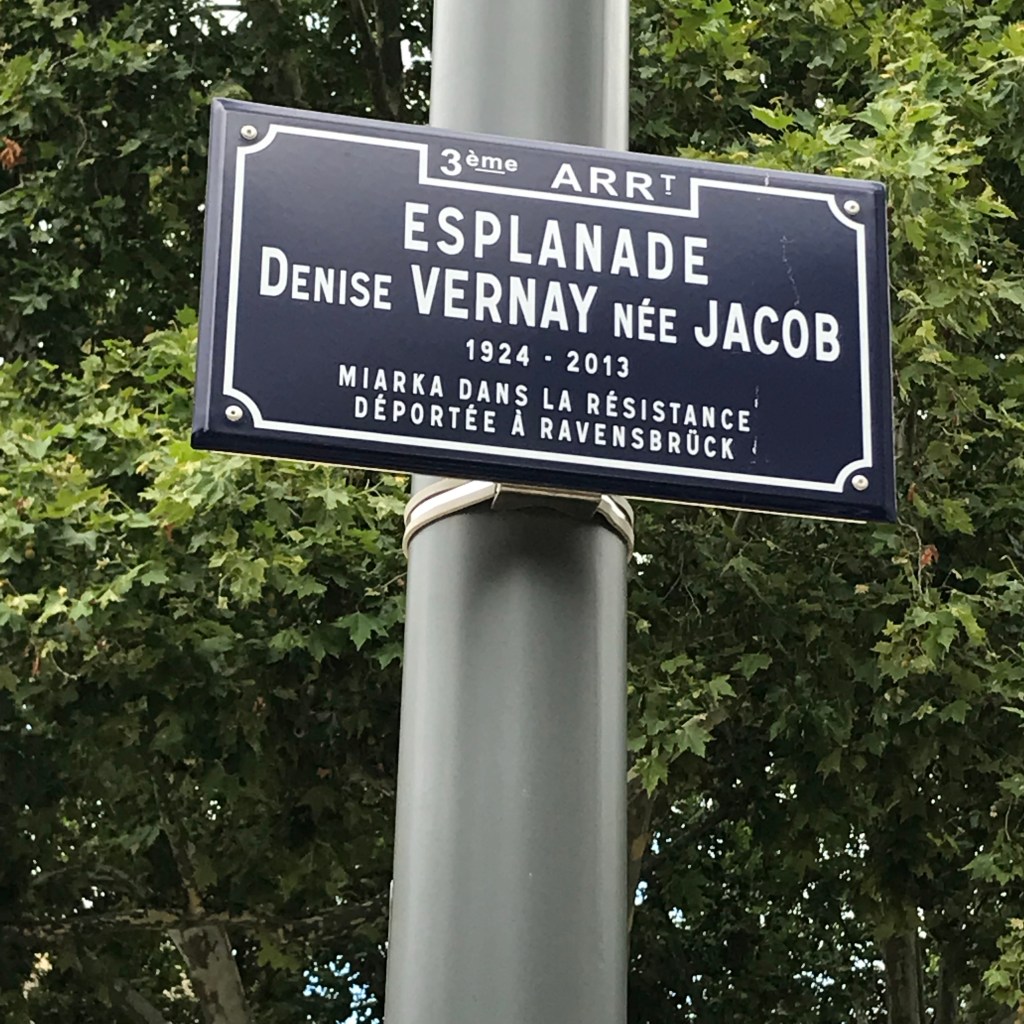 3ème ARRT
ESPLANADE
DENISE VERNAY NÉE JACOB
1924 - 2013
MIARKA DANS LA RÉSISTANCE
DÉPORTÉE À RAVENSBRÜCK